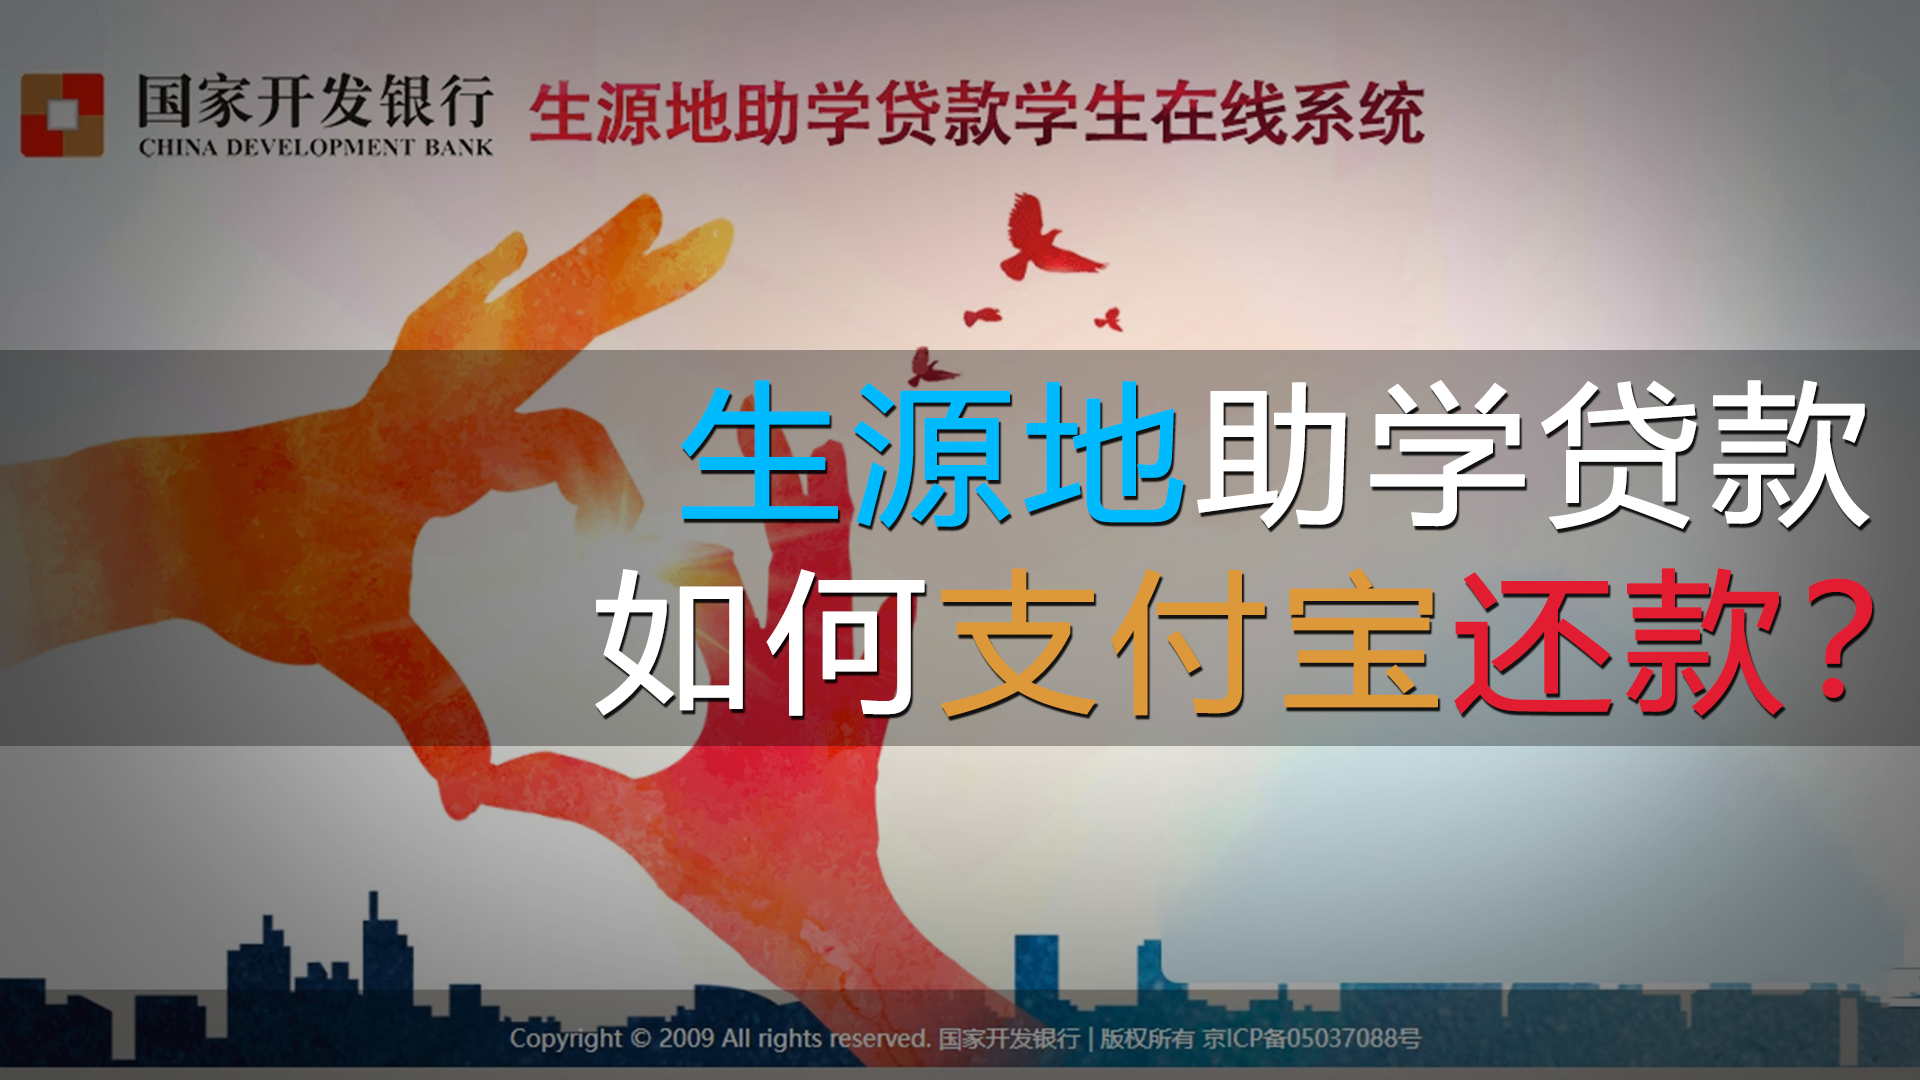 国家开发银行
CHINA DEVELOPMENT BANK
生源地助学贷款学生在线系统
生源地助学贷款
如何支付宝还款?
Copyright © 2009 All rights reserved. 国家开发银行 | 版权所有 京ICP备05037088号